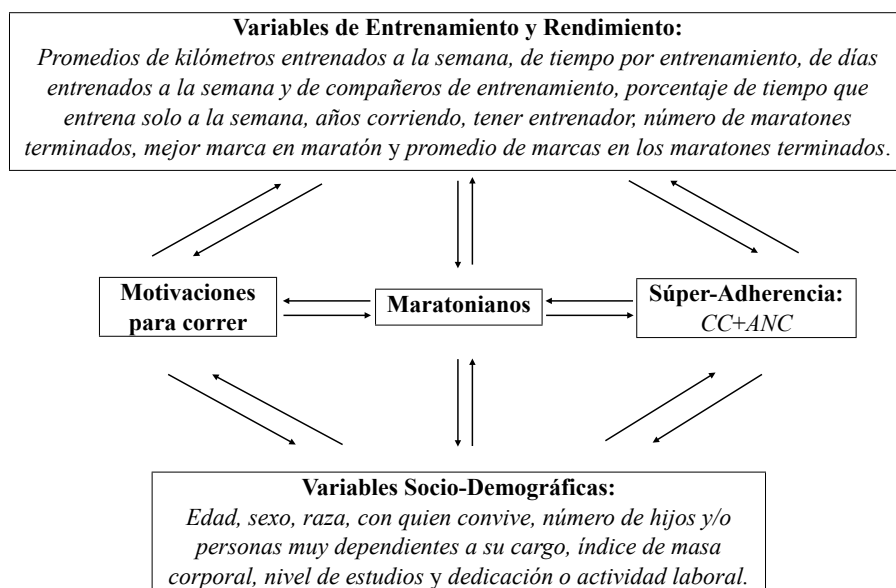 Variables de Entrenamiento y Rendimiento:
Promedios de kilómetros entrenados a la semana, de tiempo por entrenamiento, de días
entrenados a la semana y de compañeros de entrenamiento, porcentaje de tiempo que
entrena solo a la semana, años corriendo, tener entrenador, número de maratones
terminados, mejor marca en maratón y promedio de marcas en los maratones terminados.
Motivaciones
para correr
Maratonianos
Súper-Adherencia:
CC+ANC
Variables Socio-Demográficas:
Edad, sexo, raza, con quien convive, número de hijos y/o
personas muy dependientes a su cargo, índice de masa
corporal, nivel de estudios y dedicación o actividad laboral.